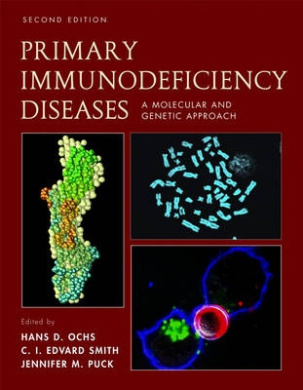 SECOND EDITION
PRIMARY
IMMUNODEFICIENCY
DISEASES
A MOLECULAR AND
GENETIC APPROACH
Edited by
HANS D. OCHS
C. I. EDVARD SMITH
JENNIFER M. PUCK